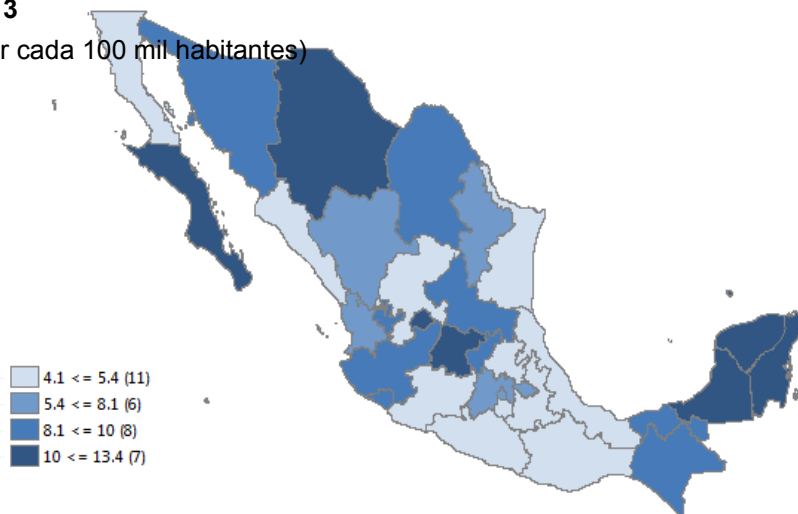 3
r cada 100 mil habitantes)
4.1 <= 5.4 (11)
5.4 <= 8.1 (6)
8.1 <= 10 (8)
10 <= 13.4 (7)